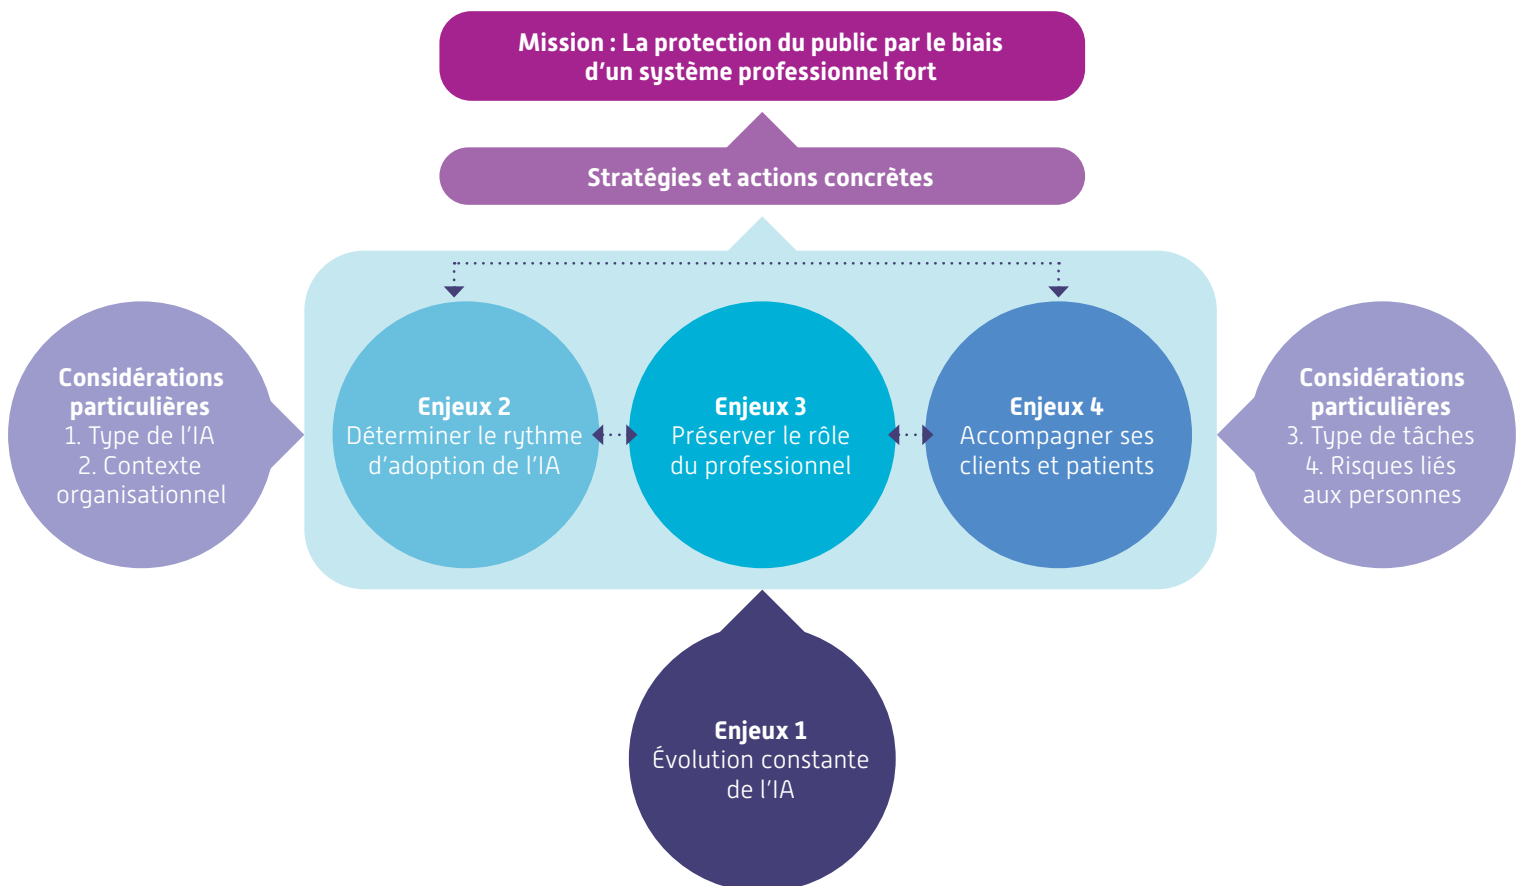 Mission : La protection du public par le biais
d'un système professionnel fort
Stratégies et actions concrètes
Considérations
particulières
1. Type de l'IA
2. Contexte
organisationnel
Enjeux 2
Déterminer le rythme
d'adoption de l'IA
Enjeux 3
Préserver le rôle
du professionnel
Enjeux 4
Accompagner ses
clients et patients
Considérations
particulières
3. Type de tâches
4. Risques liés
aux personnes
Enjeux 1
Évolution constante
de l'IA